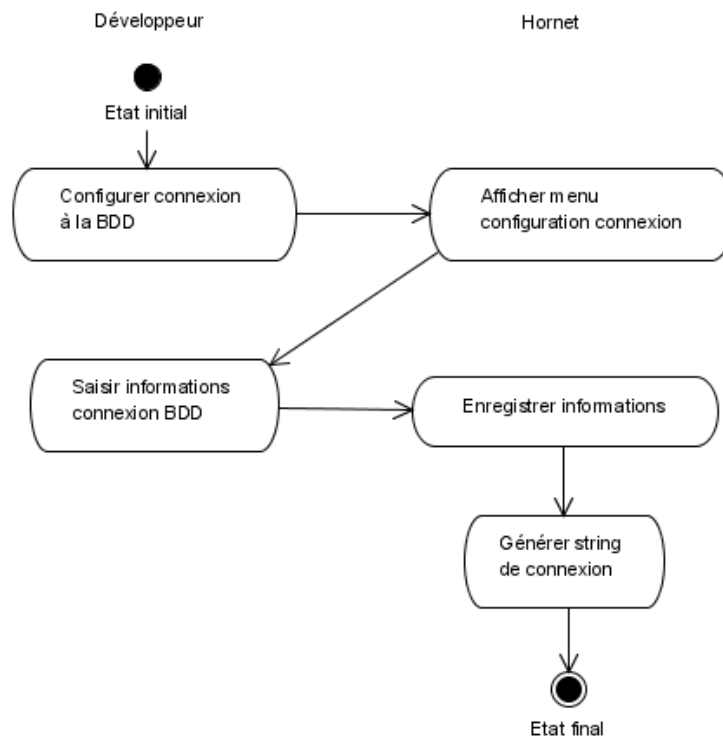 Développeur
Hornet
Etat initial
Configurer connexion
à la BDD
Afficher menu
configuration connexion
Saisir informations
connexion BDD
Enregistrer informations
Générer string
de connexion
Etat final